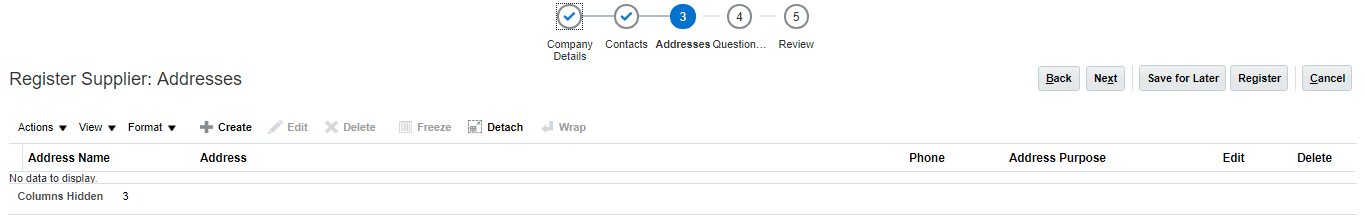 3 4 5
Company Details Contacts Addresses Question... Review
Register Supplier: Addresses Back Next Save for Later Register Cancel
Actions View Format Create Edit Delete Freeze Detach Wrap
Address Name Address Phone Address Purpose Edit Delete
No data to display.
Columns Hidden 3